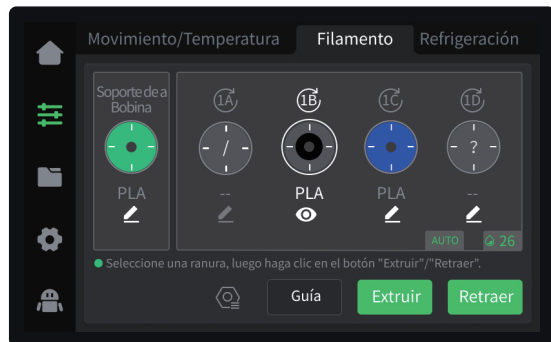 Movimiento/Temperatura Filamento Refrigeración
Soporte de a
Bobina
1A 1B 1C 1D
/ ?
PLA -- PLA PLA --
AUTO 26
Seleccione una ranura, luego haga clic en el botón "Extruir"/"Retraer".
Guía Extruir Retraer